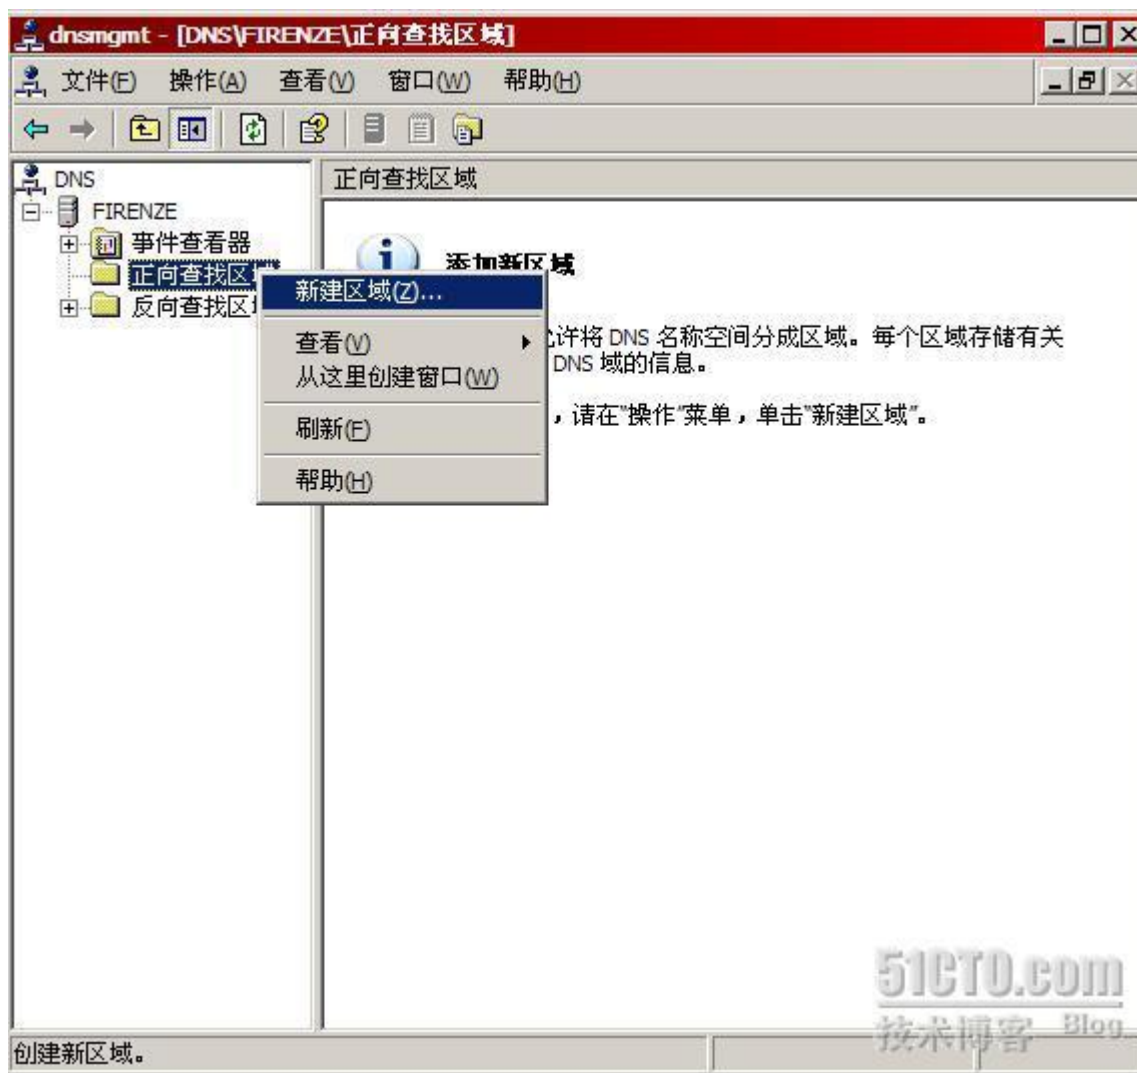 dnsmgmt - [DNS\FIRENZE\正向查找区域]
文件(F) 操作(A) 查看(V) 窗口(W) 帮助(H)
DNS
FIRENZE
事件查看器
正向查找区
反向查找区
正向查找区域
添加新区域
允许将 DNS 名称空间分成区域。每个区域存储有关
DNS 域的信息。
，请在"操作"菜单，单击"新建区域"。
新建区域(Z)...
查看(V)
从这里创建窗口(W)
刷新(F)
帮助(H)
创建新区域。
51CTO.com
技术博客 Blog